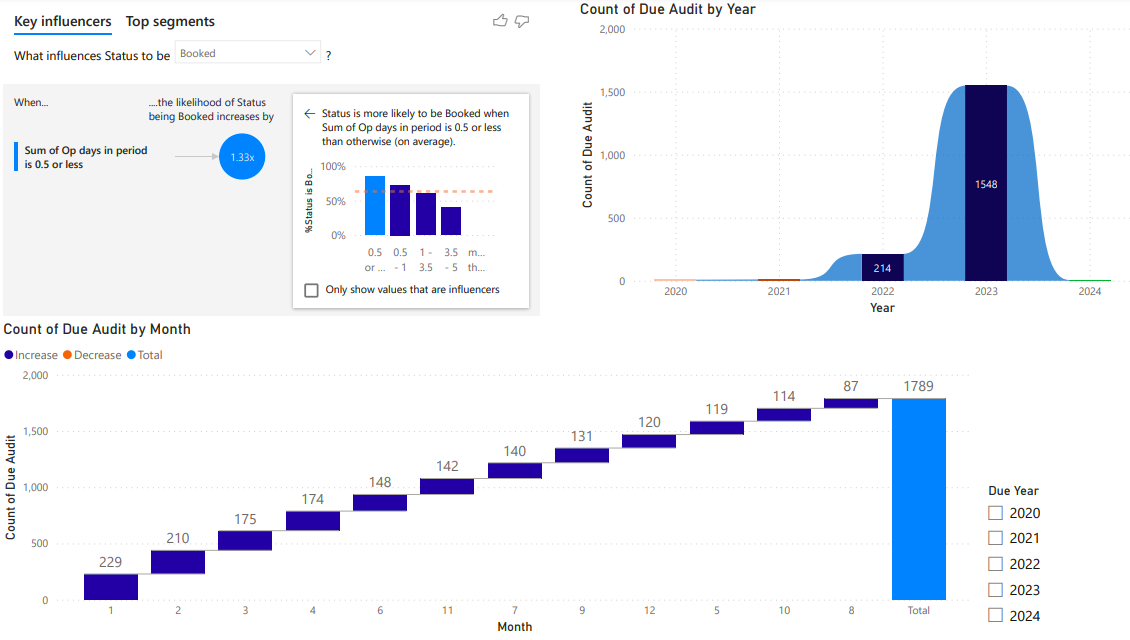 Key influencers Top segments
What influences Status to be Booked ?
When...
....the likelihood of Status
being Booked increases by
Sum of Op days in period
is 0.5 or less
1.33x
Status is more likely to be Booked when
Sum of Op days in period is 0.5 or less
than otherwise (on average).
%Status is Bo...
100%
50%
0%
0.5 0.5 1 - 3.5 m...
or ... - 1 3.5 - 5 th...
Only show values that are influencers
Count of Due Audit by Year
Count of Due Audit
2,000
1,500
1,000
500
0
214
1548
2020 2021 2022 2023 2024
Year
Count of Due Audit by Month
Increase Decrease Total
Count of Due Audit
2,000
1,500
1,000
500
0
229 210 175 174 148 142 140 131 120 119 114 87 1789
1 2 3 4 6 11 7 9 12 5 10 8 Total
Month
Due Year
2020
2021
2022
2023
2024